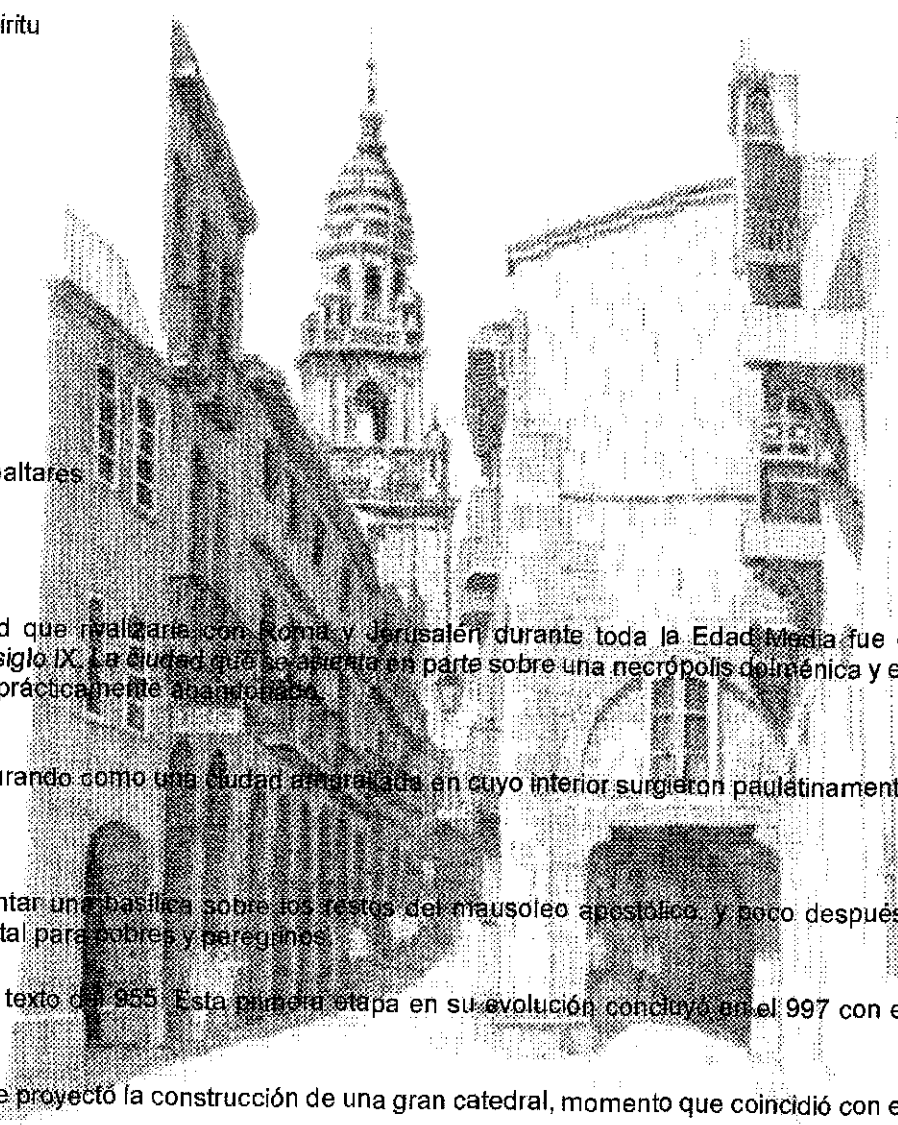 íritu
altares
d que rivalizaría con Roma y Jerusalén durante toda la Edad Media fue
siglo IX. La ciudad que se asienta en parte sobre una necrópolis dolménica y e
prácticamente abandonado.
urando como una ciudad amurallada en cuyo interior surgieron paulatinament
ntar una basílica sobre los restos del mausoleo apostólico, y poco después
tal para pobres y peregrinos
texto del 955. Esta primera etapa en su evolución concluyó en el 997 con e
e proyectó la construcción de una gran catedral, momento que coincidió con e